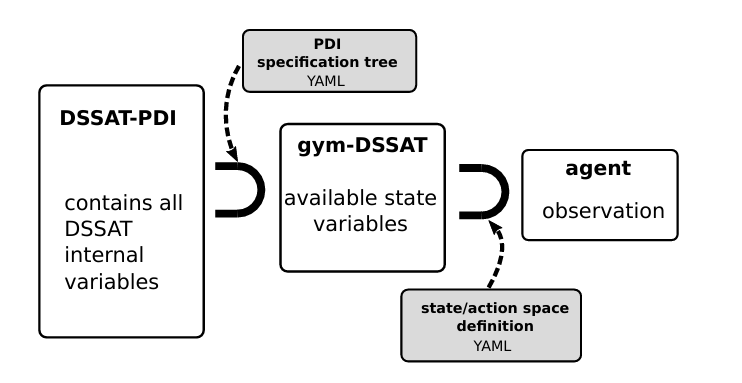 PDI
specification tree
YAML
DSSAT-PDI
contains all
DSSAT
internal
variables
gym-DSSAT
available state
variables
agent
observation
state/action space
definition
YAML